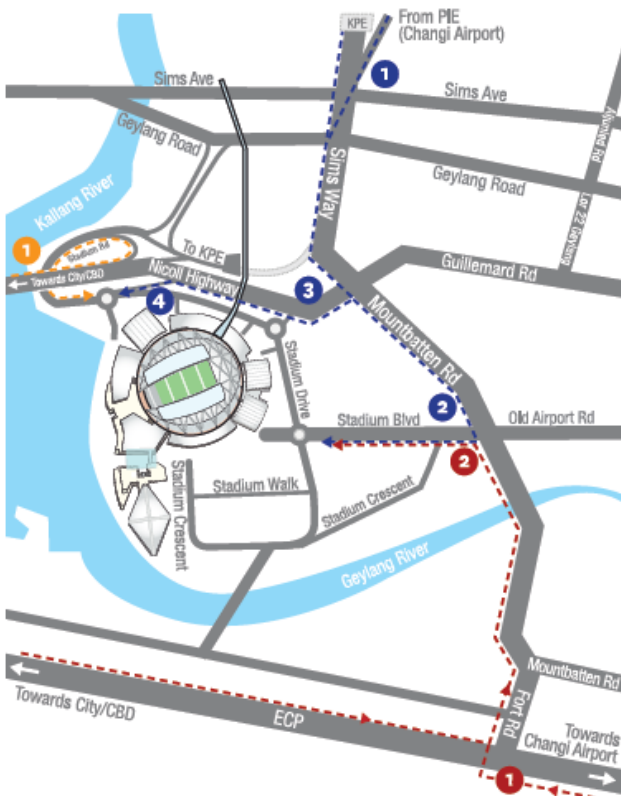 KPE
From PIE
(Changi Airport)
1
Sims Ave
Sims Ave
Geylang Road
Aljunied Rd
Sims Way
Geylang Road
Kallang River
Lor 22 Geylang
1
Stadium Rd
To KPE
Towards City/CBD
Nicoll Highway
Guillemard Rd
4
3
Mountbatten Rd
Stadium Drive
2
Stadium Blvd
Old Airport Rd
2
Stadium Crescent
Stadium Walk
Stadium Crescent
Geylang River
Mountbatten Rd
Fort Rd
Towards City/CBD
ECP
Towards
Changi Airport
1